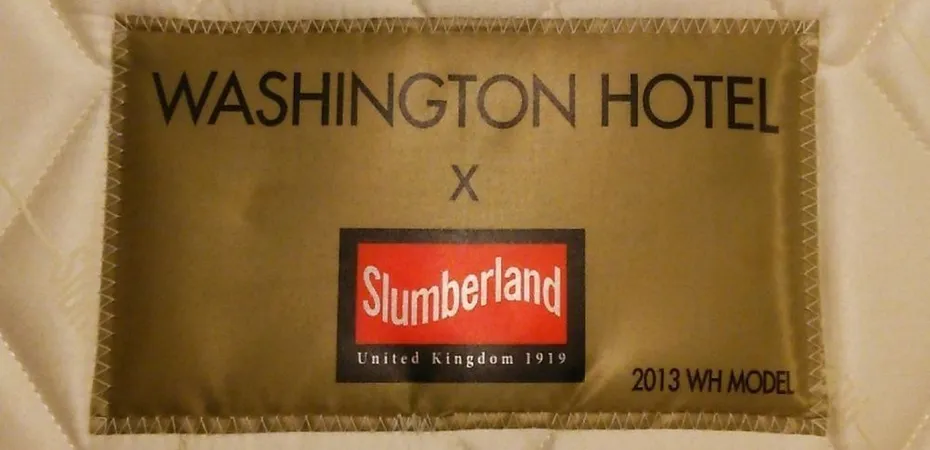 WASHINGTON HOTEL
X
Slumberland
United Kingdom 1919
2013 WH MODEL